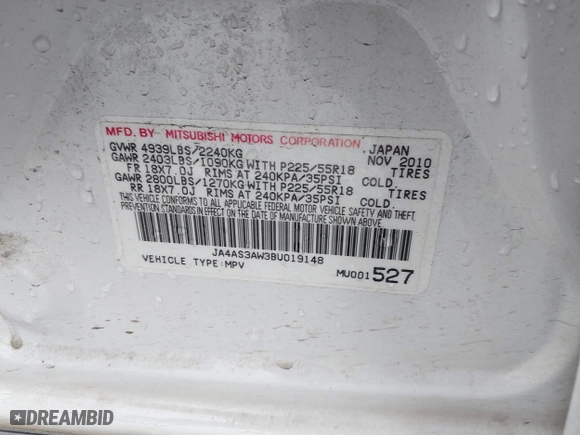 MFD. BY MITSUBISHI MOTORS CORPORATION, JAPAN
GVWR 4939LBS/2240KG NOV 2010
GAWR 2403LBS/1090KG WITH P225/55R18 TIRES
FR 18X7.0J RIMS AT 240KPA/35PSI COLD.
GAWR 2800LBS/1270KG WITH P225/55R18 TIRES
RR 18X7.0J RIMS AT 240KPA/35PSI COLD.
THIS VEHICLE CONFORMS TO ALL APPLICABLE FEDERAL MOTOR VEHICLE SAFETY AND THEFT
PREVENTION STANDARDS IN EFFECT ON THE DATE OF MANUFACTURE SHOWN ABOVE.
JA4AS3AW3BU019148
VEHICLE TYPE:MPV MU001527
DREAMBID